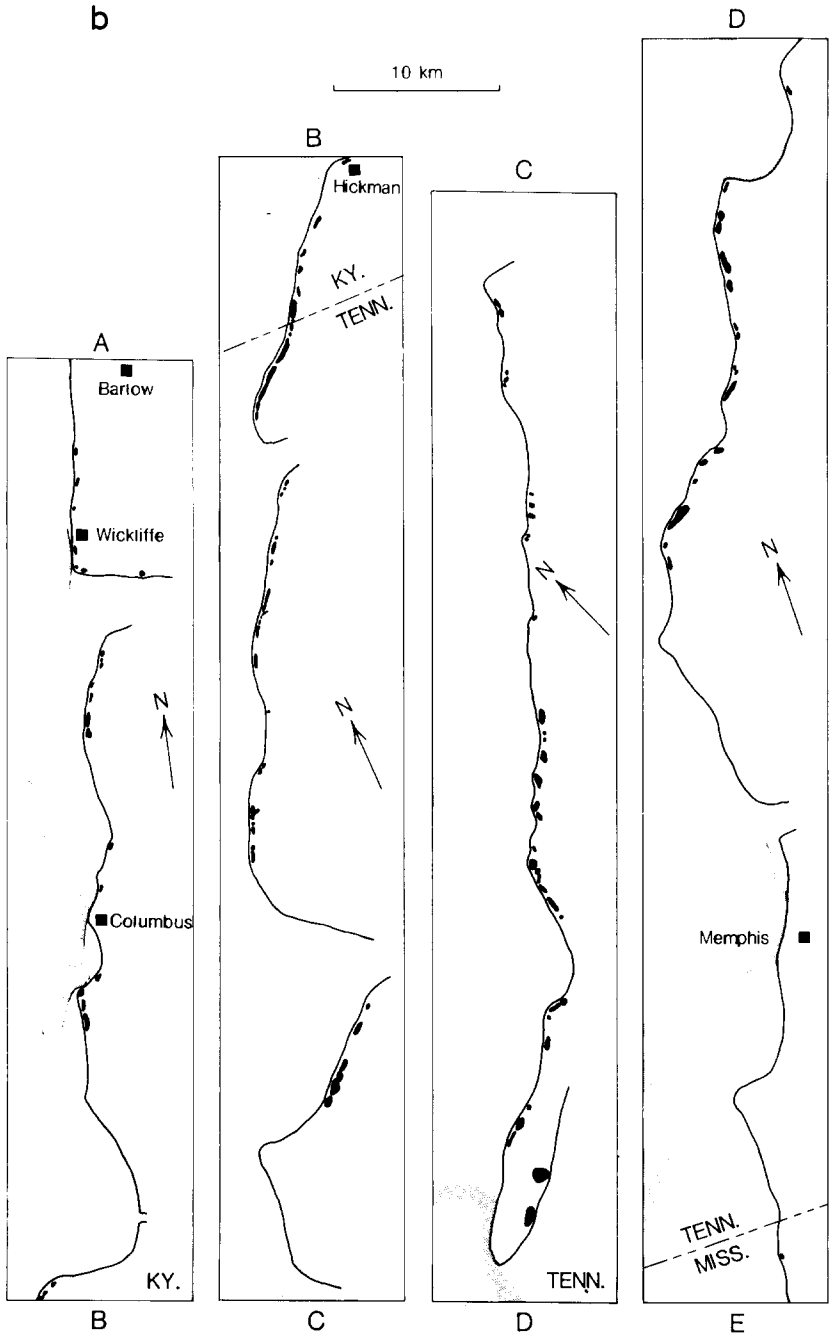 b
10 km
A
Barlow
Wickliffe
N
Columbus
KY.
B
B
Hickman
KY.
TENN.
N
C
C
N
TENN.
D
D
N
Memphis
TENN.
MISS.
E